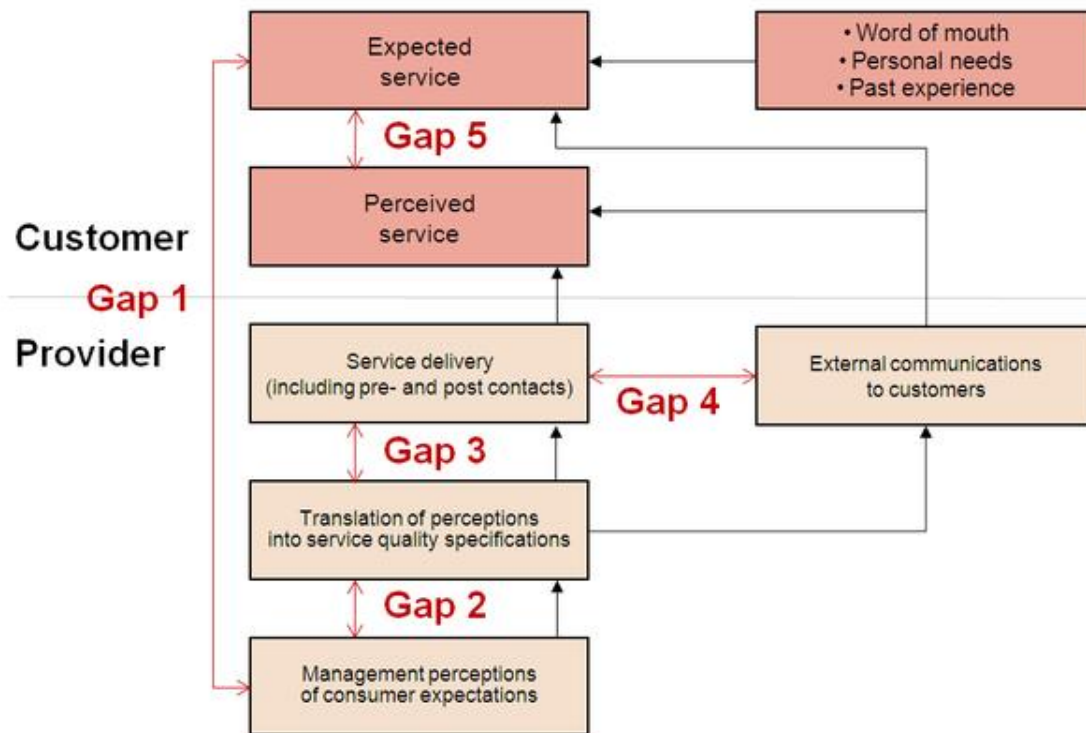 Expected
service
• Word of mouth
• Personal needs
• Past experience
Gap 5
Perceived
service
Customer
Gap 1
Provider
Service delivery
(including pre- and post contacts)
Gap 4
External communications
to customers
Gap 3
Translation of perceptions
into service quality specifications
Gap 2
Management perceptions
of consumer expectations